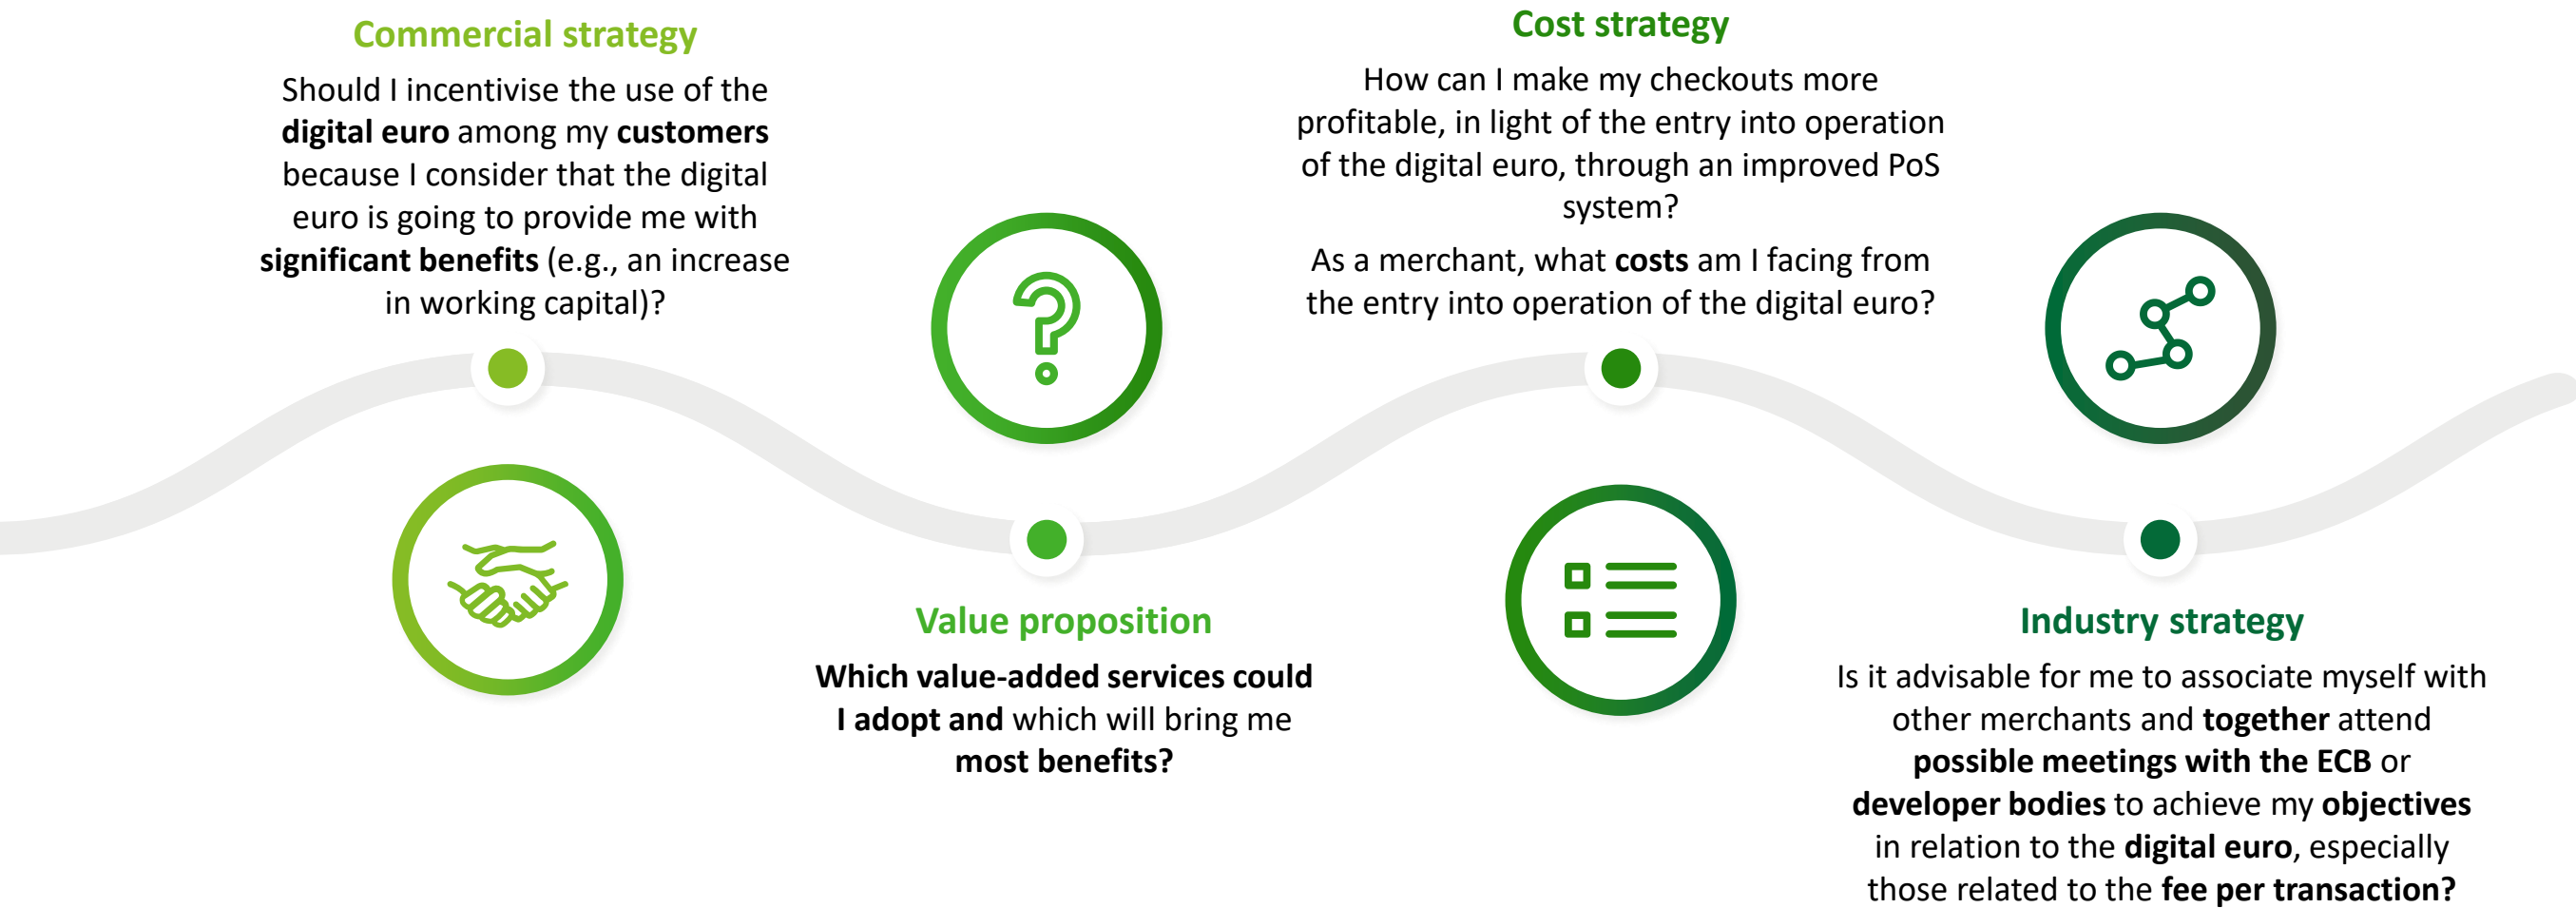 Commercial strategy
Should I incentivise the use of the
digital euro among my customers
because I consider that the digital
euro is going to provide me with
significant benefits (e.g., an increase
in working capital)?
Value proposition
Which value-added services could
I adopt and which will bring me
most benefits?
Cost strategy
How can I make my checkouts more
profitable, in light of the entry into operation
of the digital euro, through an improved PoS
system?
As a merchant, what costs am I facing from
the entry into operation of the digital euro?
Industry strategy
Is it advisable for me to associate myself with
other merchants and together attend
possible meetings with the ECB or
developer bodies to achieve my objectives
in relation to the digital euro, especially
those related to the fee per transaction?